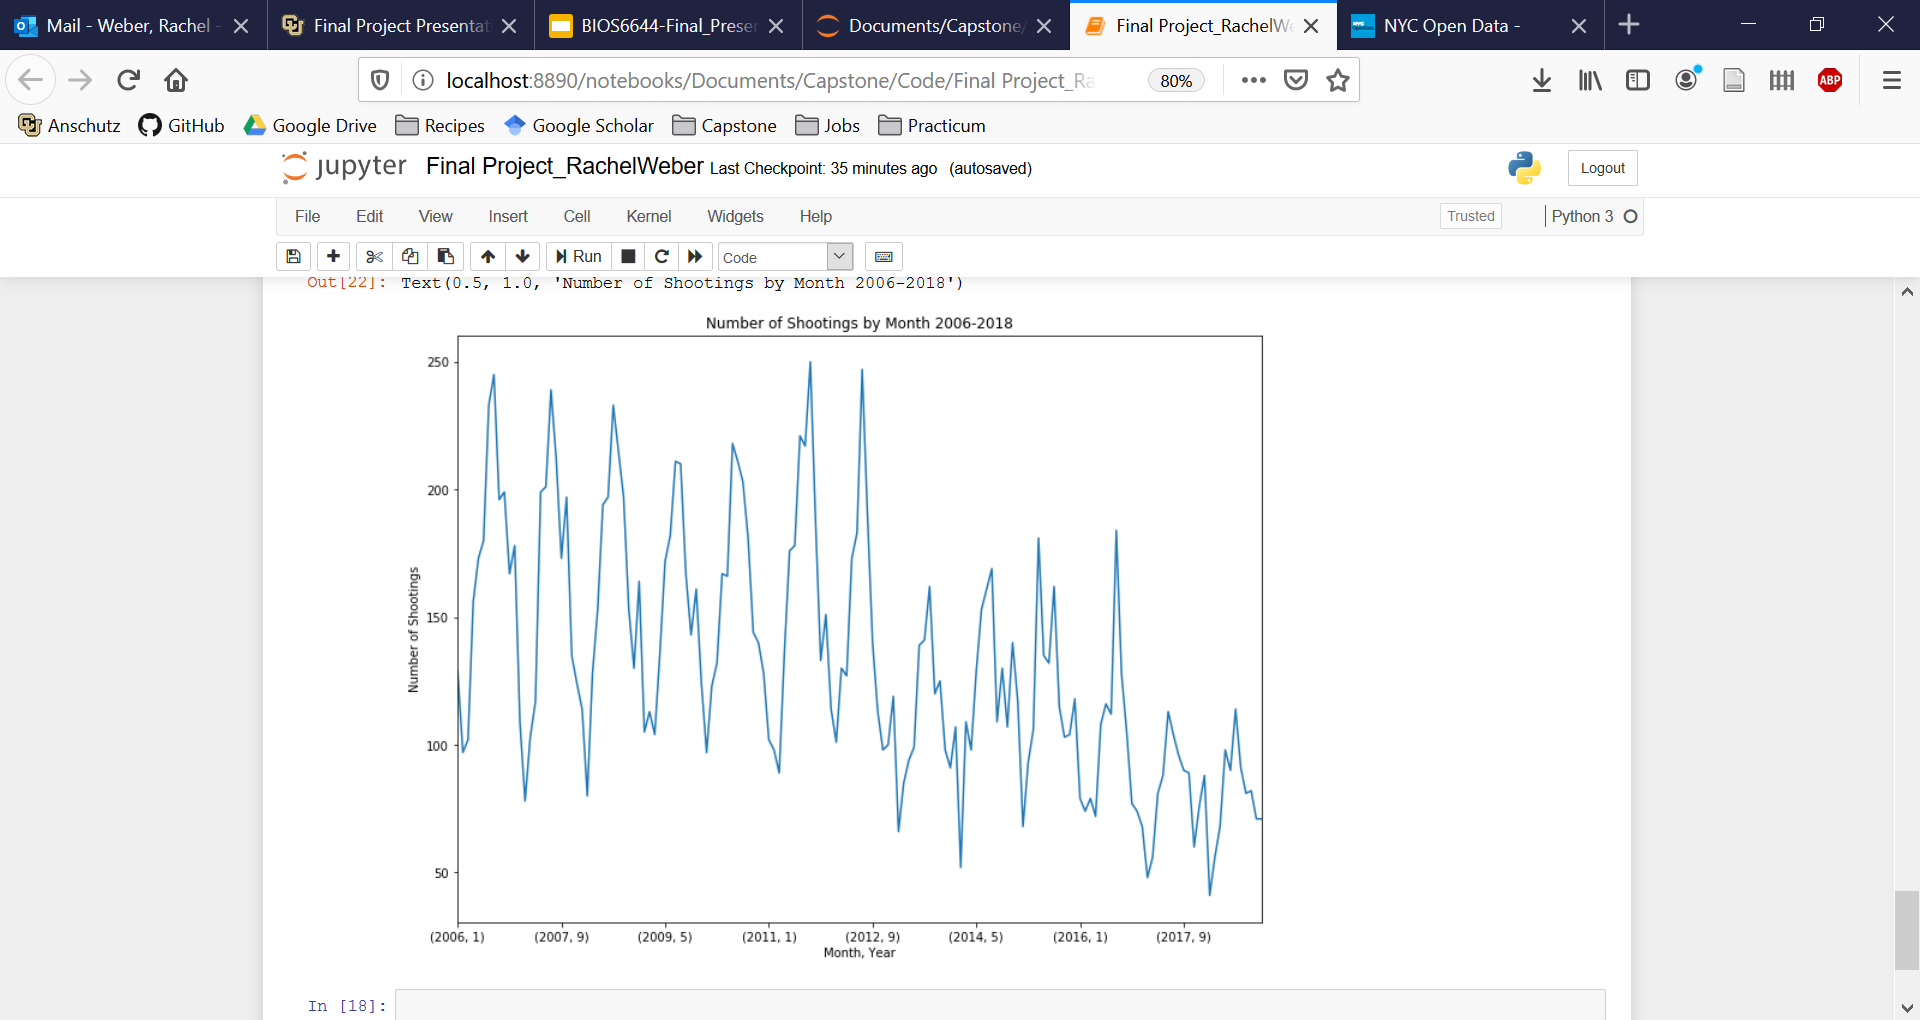 Mail - Weber, Rachel -
Final Project Presentat
BIOS6644-Final_Preser
Documents/Capstone/
Final Project_RachelWe
NYC Open Data -
localhost:8890/notebooks/Documents/Capstone/Code/Final Project_Ra
80%
ABP
Anschutz
GitHub
Google Drive
Recipes
Google Scholar
Capstone
Jobs
Practicum
jupyter Final Project_RachelWeber Last Checkpoint: 35 minutes ago (autosaved)
Logout
File Edit View Insert Cell Kernel Widgets Help
Trusted
Python 3
Run
Code
Out[22]: Text(0.5, 1.0, 'Number of Shootings by Month 2006-2018')
Number of Shootings by Month 2006-2018
250
200
150
100
50
Number of Shootings
(2006, 1) (2007, 9) (2009, 5) (2011, 1) (2012, 9) (2014, 5) (2016, 1) (2017, 9)
Month, Year
In [18]: